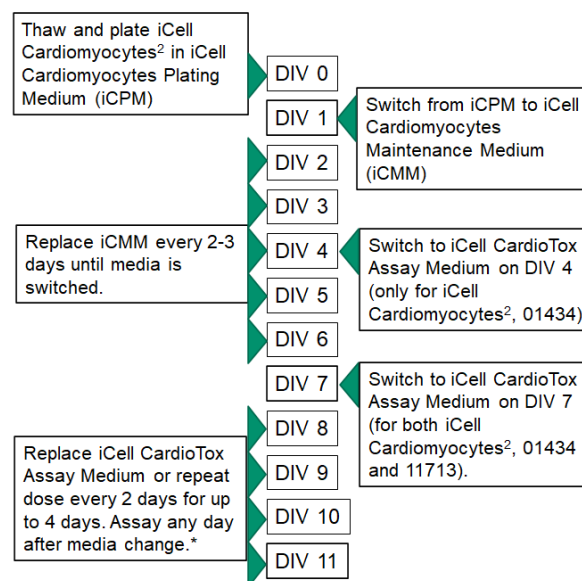 Thaw and plate iCell
Cardiomyocytes² in iCell
Cardiomyocytes Plating
Medium (iCPM)
DIV 0
DIV 1
Switch from iCPM to iCell
Cardiomyocytes
Maintenance Medium
(iCMM)
DIV 2
DIV 3
Replace iCMM every 2-3
days until media is
switched.
DIV 4
Switch to iCell CardioTox
Assay Medium on DIV 4
(only for iCell
Cardiomyocytes², 01434)
DIV 5
DIV 6
DIV 7
Switch to iCell CardioTox
Assay Medium on DIV 7
(for both iCell
Cardiomyocytes², 01434
and 11713).
DIV 8
Replace iCell CardioTox
Assay Medium or repeat
dose every 2 days for up
to 4 days. Assay any day
after media change.*
DIV 9
DIV 10
DIV 11